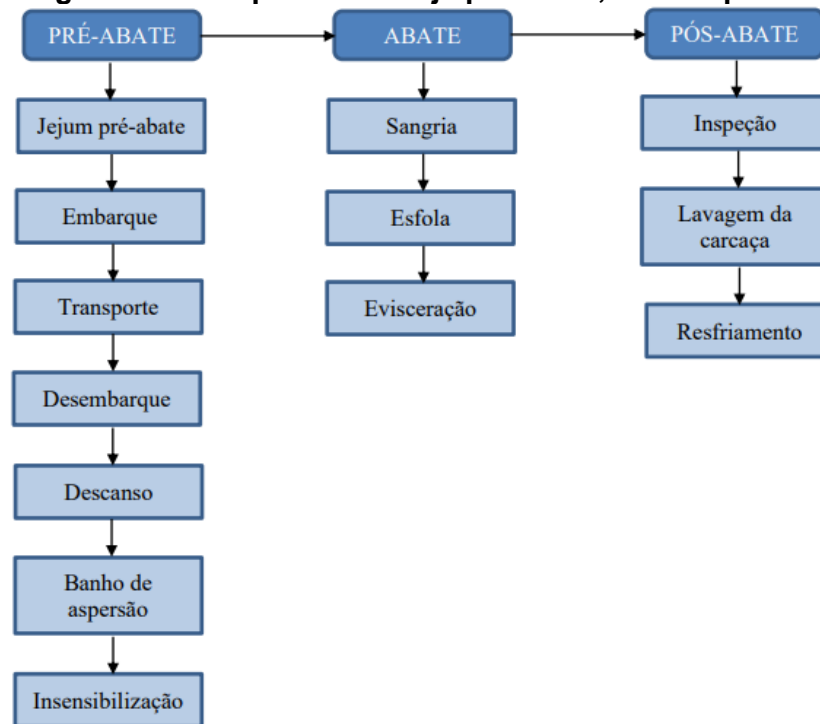 PRÉ-ABATE
ABATE
PÓS-ABATE
Jejum pré-abate
Embarque
Transporte
Desembarque
Descanso
Banho de
aspersão
Insensibilização
Sangria
Esfola
Evisceração
Inspeção
Lavagem da
carcaça
Resfriamento